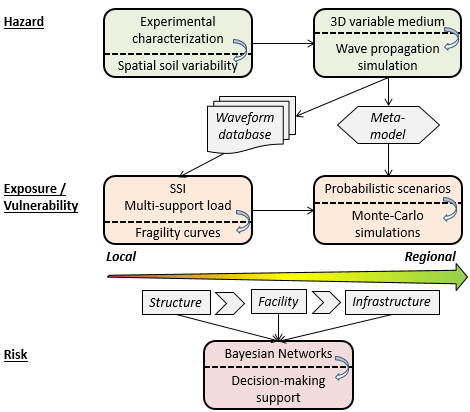 Hazard
Experimental
characterization
Spatial soil variability
3D variable medium
Wave propagation
simulation
Waveform
database
Meta-
model
Exposure /
Vulnerability
SSI
Multi-support load
Fragility curves
Probabilistic scenarios
Monte-Carlo
simulations
Local
Regional
Structure
Facility
Infrastructure
Risk
Bayesian Networks
Decision-making
support